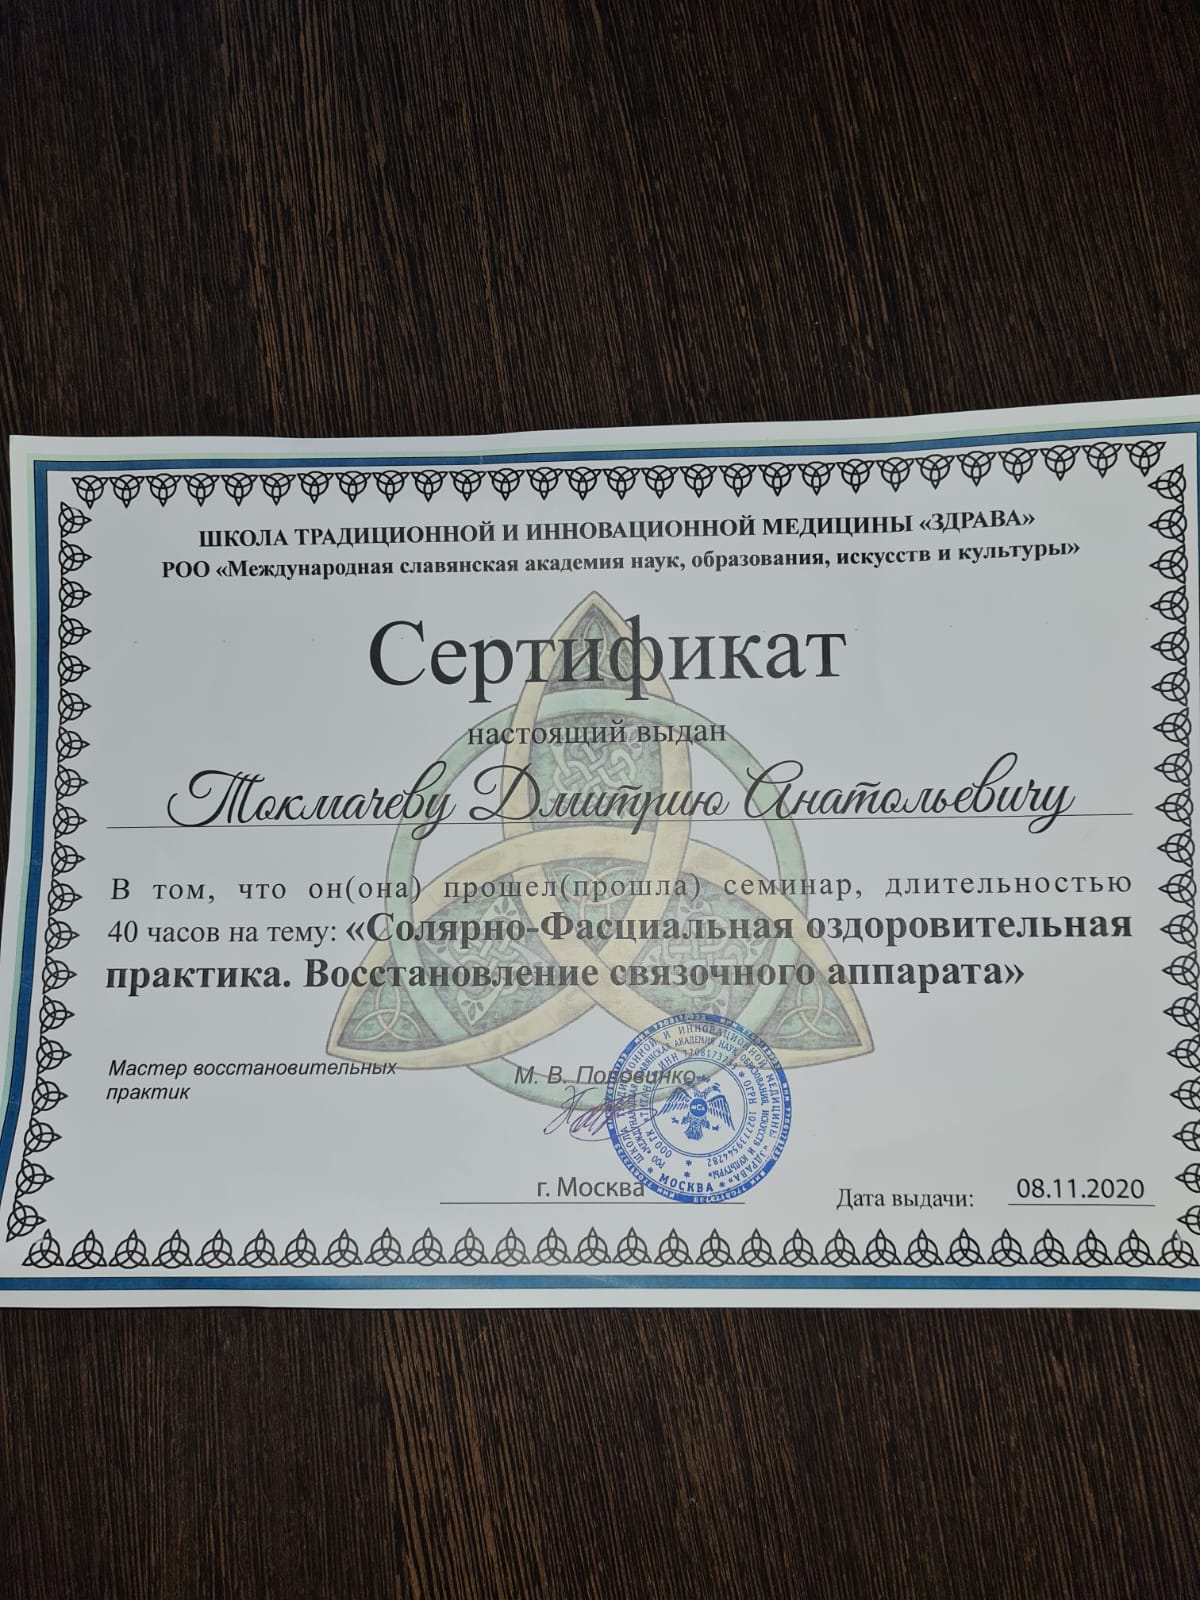 ШКОЛА ТРАДИЦИОННОЙ И ИННОВАЦИОННОЙ МЕДИЦИНЫ «ЗДРАВА»
РОО «Международная славянская академия наук, образования, искусств и культуры»
Сертификат
настоящий выдан
Токмачеву Дмитрию Анатольевичу
В том, что он(она) прошел(прошла) семинар, длительностью
40 часов на тему: «Солярно-Фасциальная оздоровительная
практика. Восстановление связочного аппарата»
Мастер восстановительных
практик
М. В. Половинко
г. Москва
МОСКВА
Дата выдачи:
08.11.2020